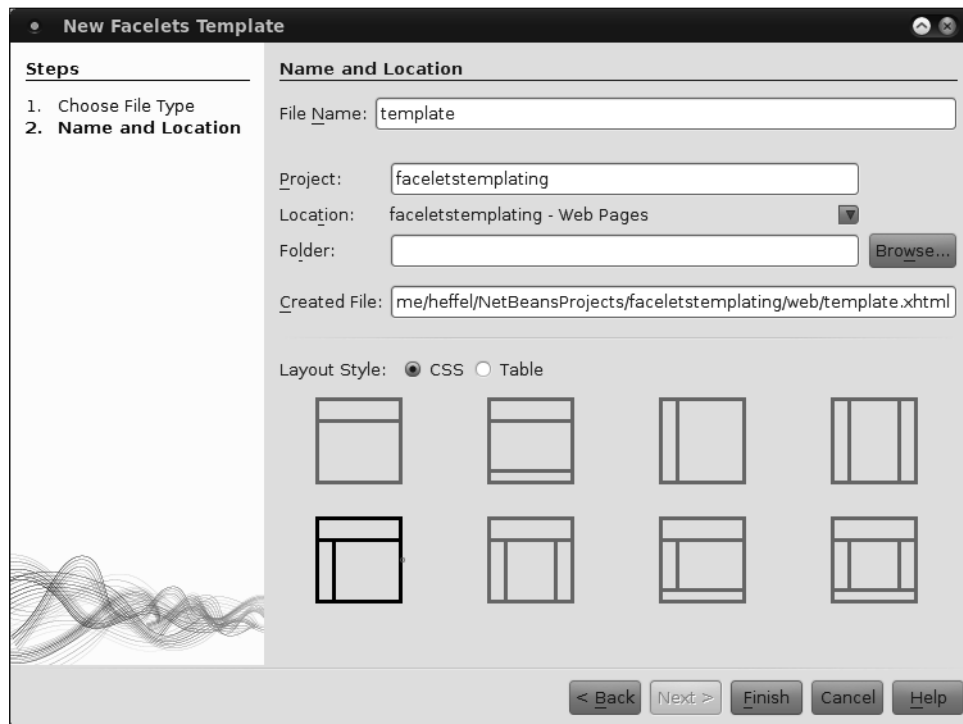 New Facelets Template
Steps
1. Choose File Type
2. Name and Location
Name and Location
File Name: template
Project: faceletstemplating
Location: faceletstemplating - Web Pages
Folder:
Browse...
Created File: me/heffel/NetBeansProjects/faceletstemplating/web/template.xhtml
Layout Style: CSS Table
< Back Next > Finish Cancel Help